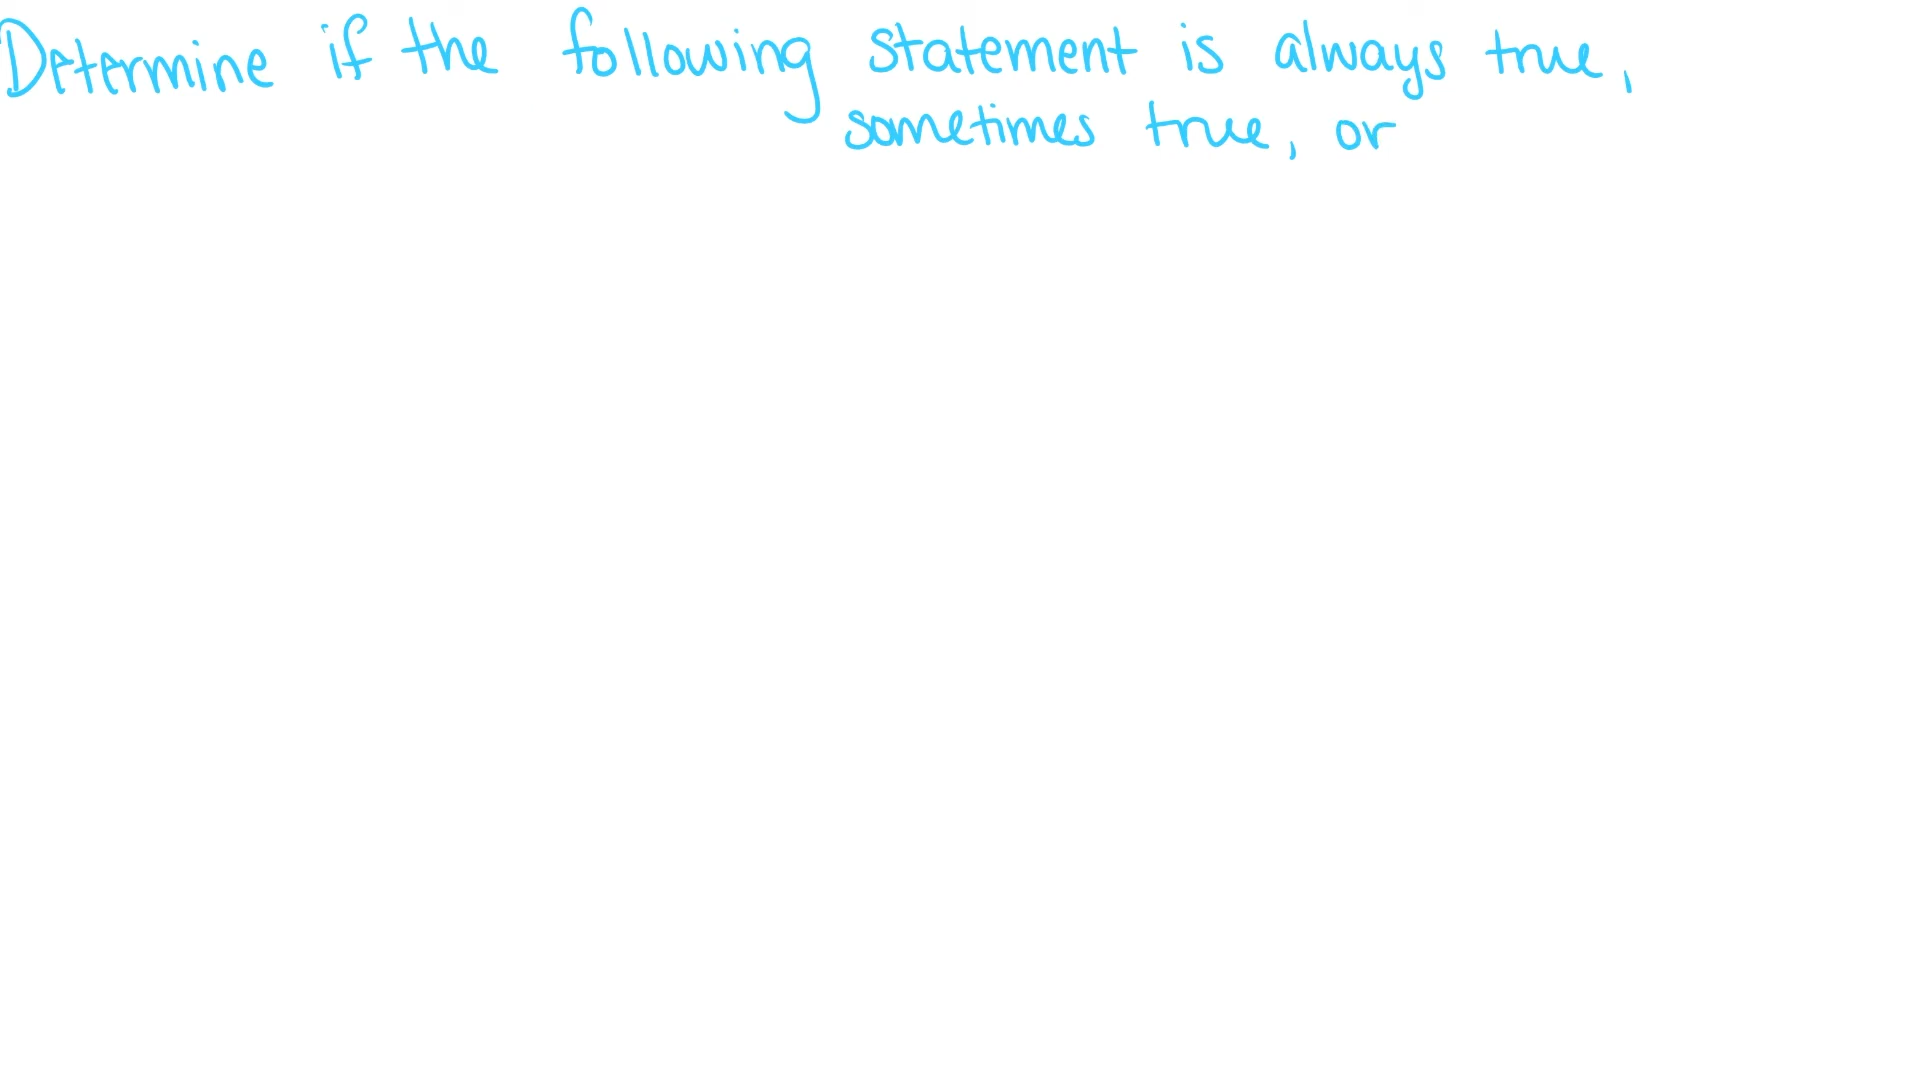 Determine if the following statement is always true,
sometimes true, or